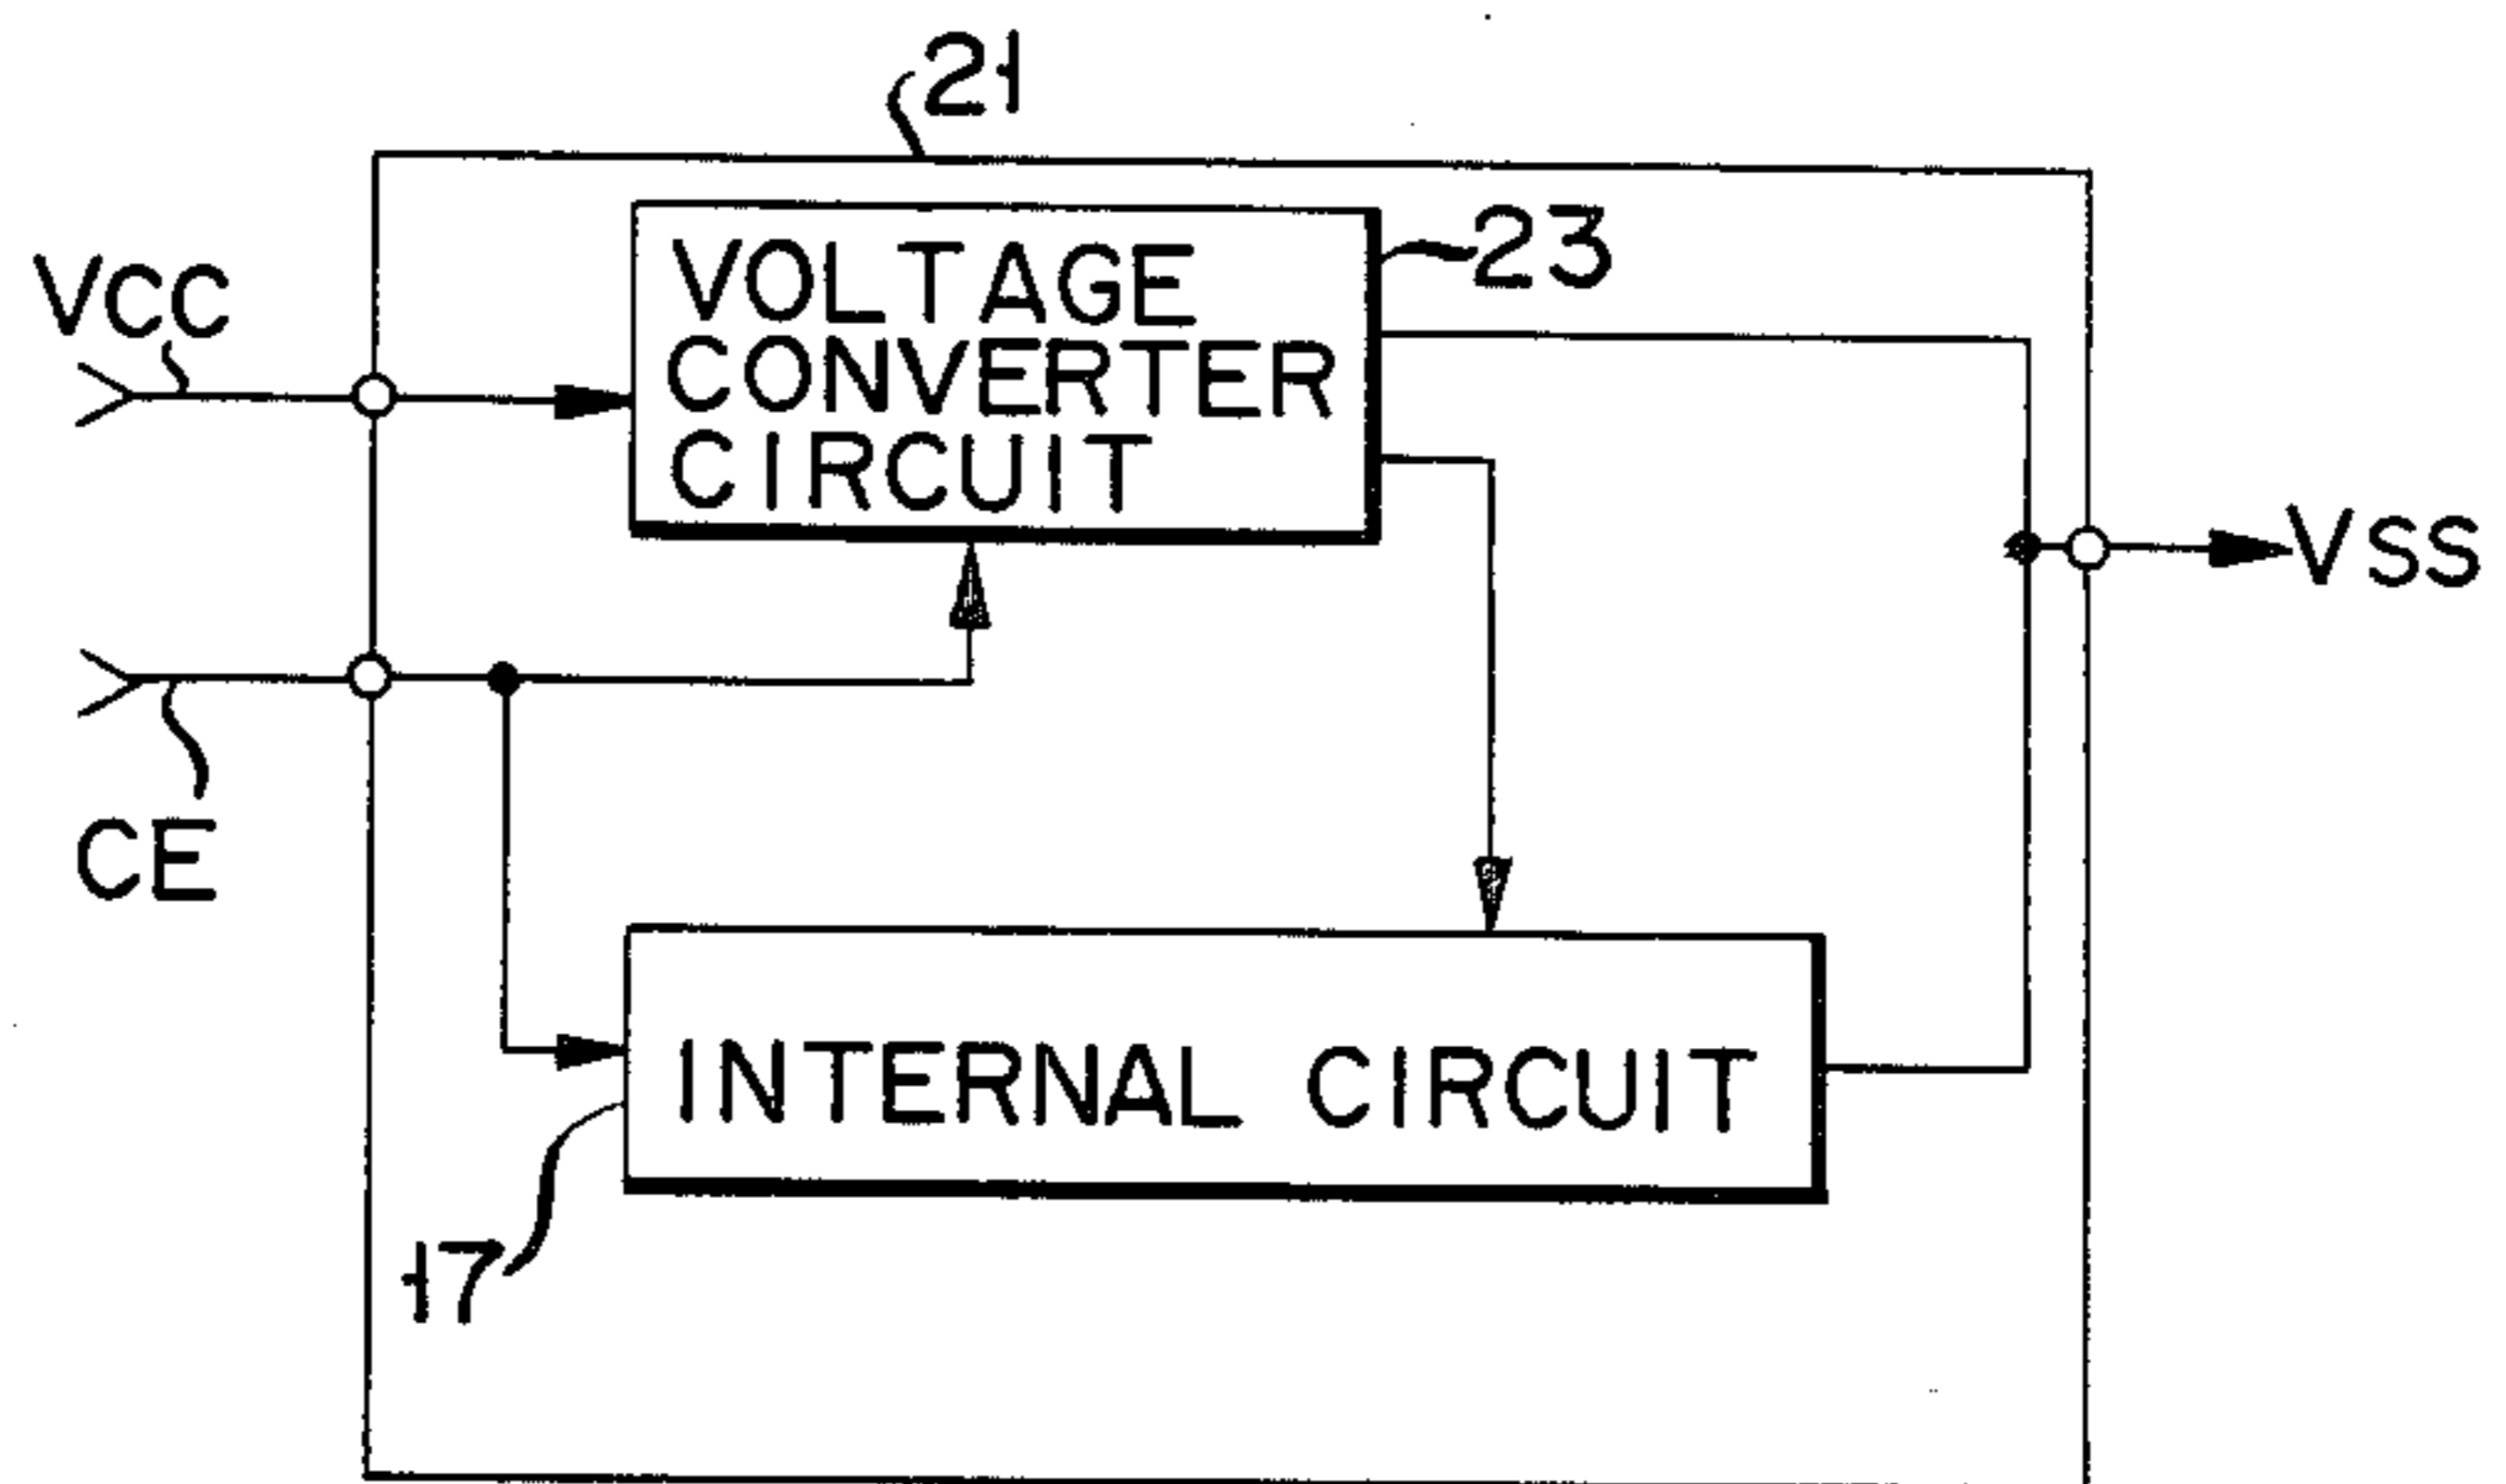 21
VCC
VOLTAGE
CONVERTER
CIRCUIT
23
VSS
CE
INTERNAL CIRCUIT
17